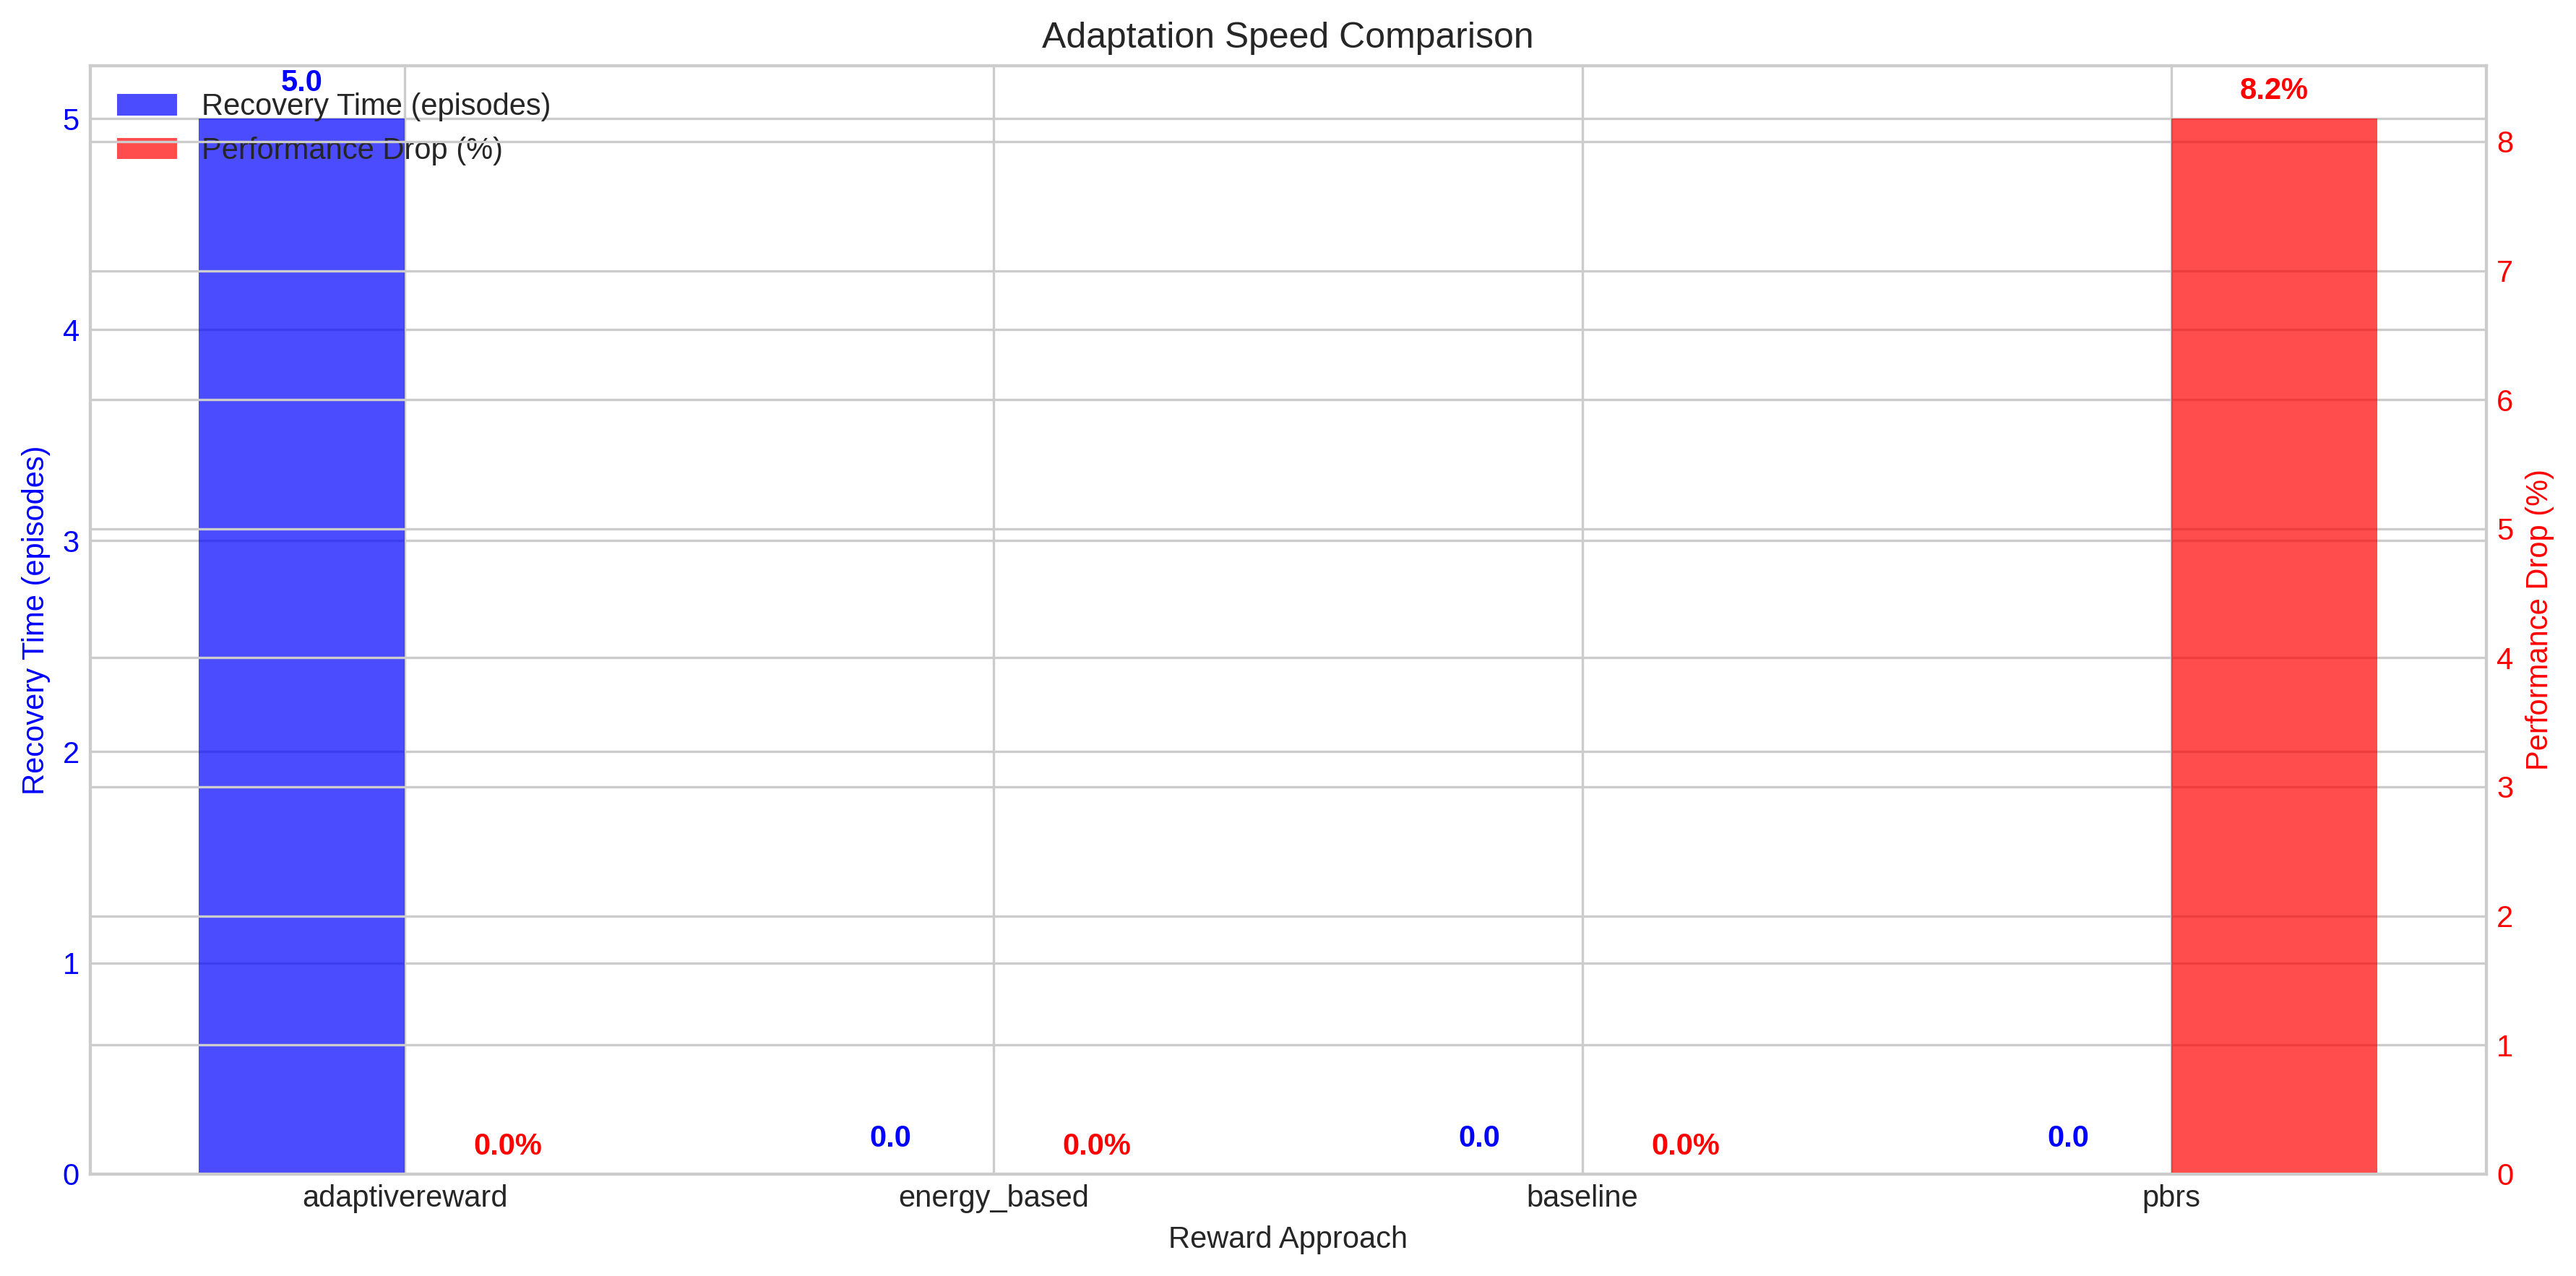 Adaptation Speed Comparison
5.0
8.2%
Recovery Time (episodes)
Performance Drop (%)
5
4
3
2
1
0
Recovery Time (episodes)
8
7
6
5
4
3
2
1
0
Performance Drop (%)
0.0%
0.0
0.0%
0.0
0.0%
0.0
adaptivereward
energy_based
baseline
pbrs
Reward Approach